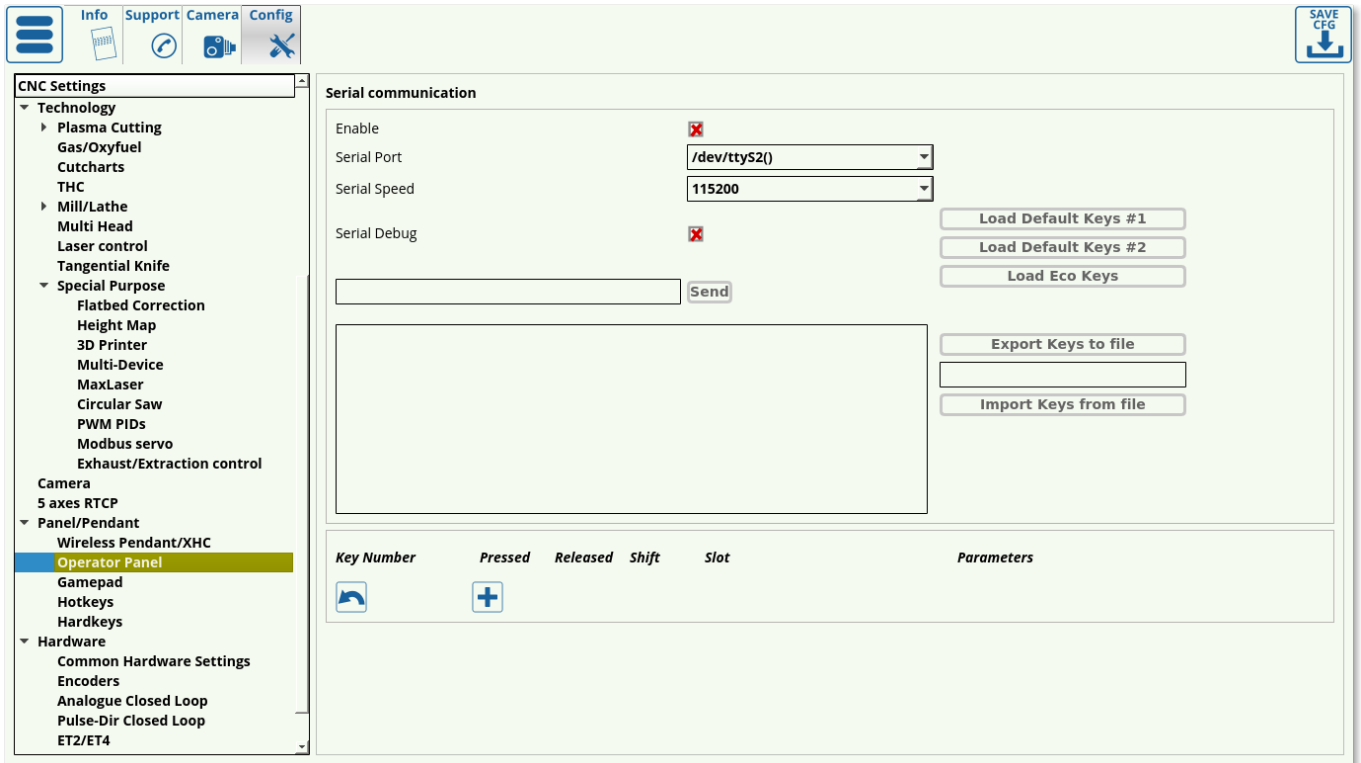 Info Support Camera Config
SAVE
CFG
CNC Settings
Technology
Plasma Cutting
Gas/Oxyfuel
Cutcharts
THC
Mill/Lathe
Multi Head
Laser control
Tangential Knife
Special Purpose
Flatbed Correction
Height Map
3D Printer
Multi-Device
MaxLaser
Circular Saw
PWM PIDs
Modbus servo
Exhaust/Extraction control
Camera
5 axes RTCP
Panel/Pendant
Wireless Pendant/XHC
Operator Panel
Gamepad
Hotkeys
Hardkeys
Hardware
Common Hardware Settings
Encoders
Analogue Closed Loop
Pulse-Dir Closed Loop
ET2/ET4
Serial communication
Enable
Serial Port /dev/ttyS2()
Serial Speed 115200
Load Default Keys #1
Serial Debug
Load Default Keys #2
Load Eco Keys
Send
Export Keys to file
Import Keys from file
Key Number Pressed Released Shift Slot Parameters